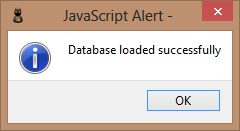 JavaScript Alert -
Database loaded successfully
OK